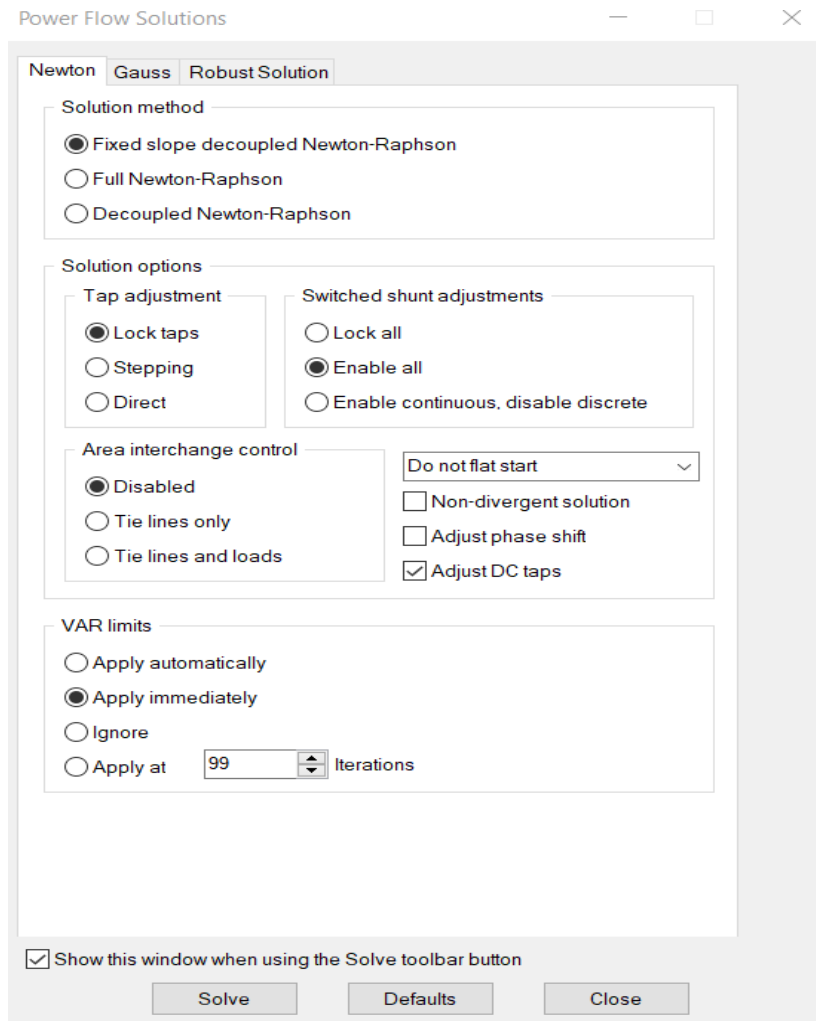 Power Flow Solutions
Newton Gauss Robust Solution
Solution method
Fixed slope decoupled Newton-Raphson
Full Newton-Raphson
Decoupled Newton-Raphson
Solution options
Tap adjustment
Lock taps
Stepping
Direct
Switched shunt adjustments
Lock all
Enable all
Enable continuous, disable discrete
Area interchange control
Disabled
Tie lines only
Tie lines and loads
Do not flat start
Non-divergent solution
Adjust phase shift
Adjust DC taps
VAR limits
Apply automatically
Apply immediately
Ignore
Apply at 99 Iterations
Show this window when using the Solve toolbar button
Solve Defaults Close